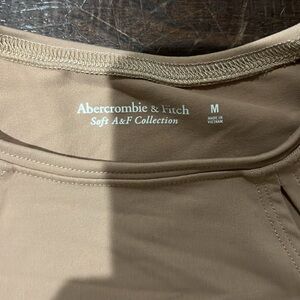 Abercrombie & Fitch
Soft A&F Collection
M
MADE IN
VIETNAM